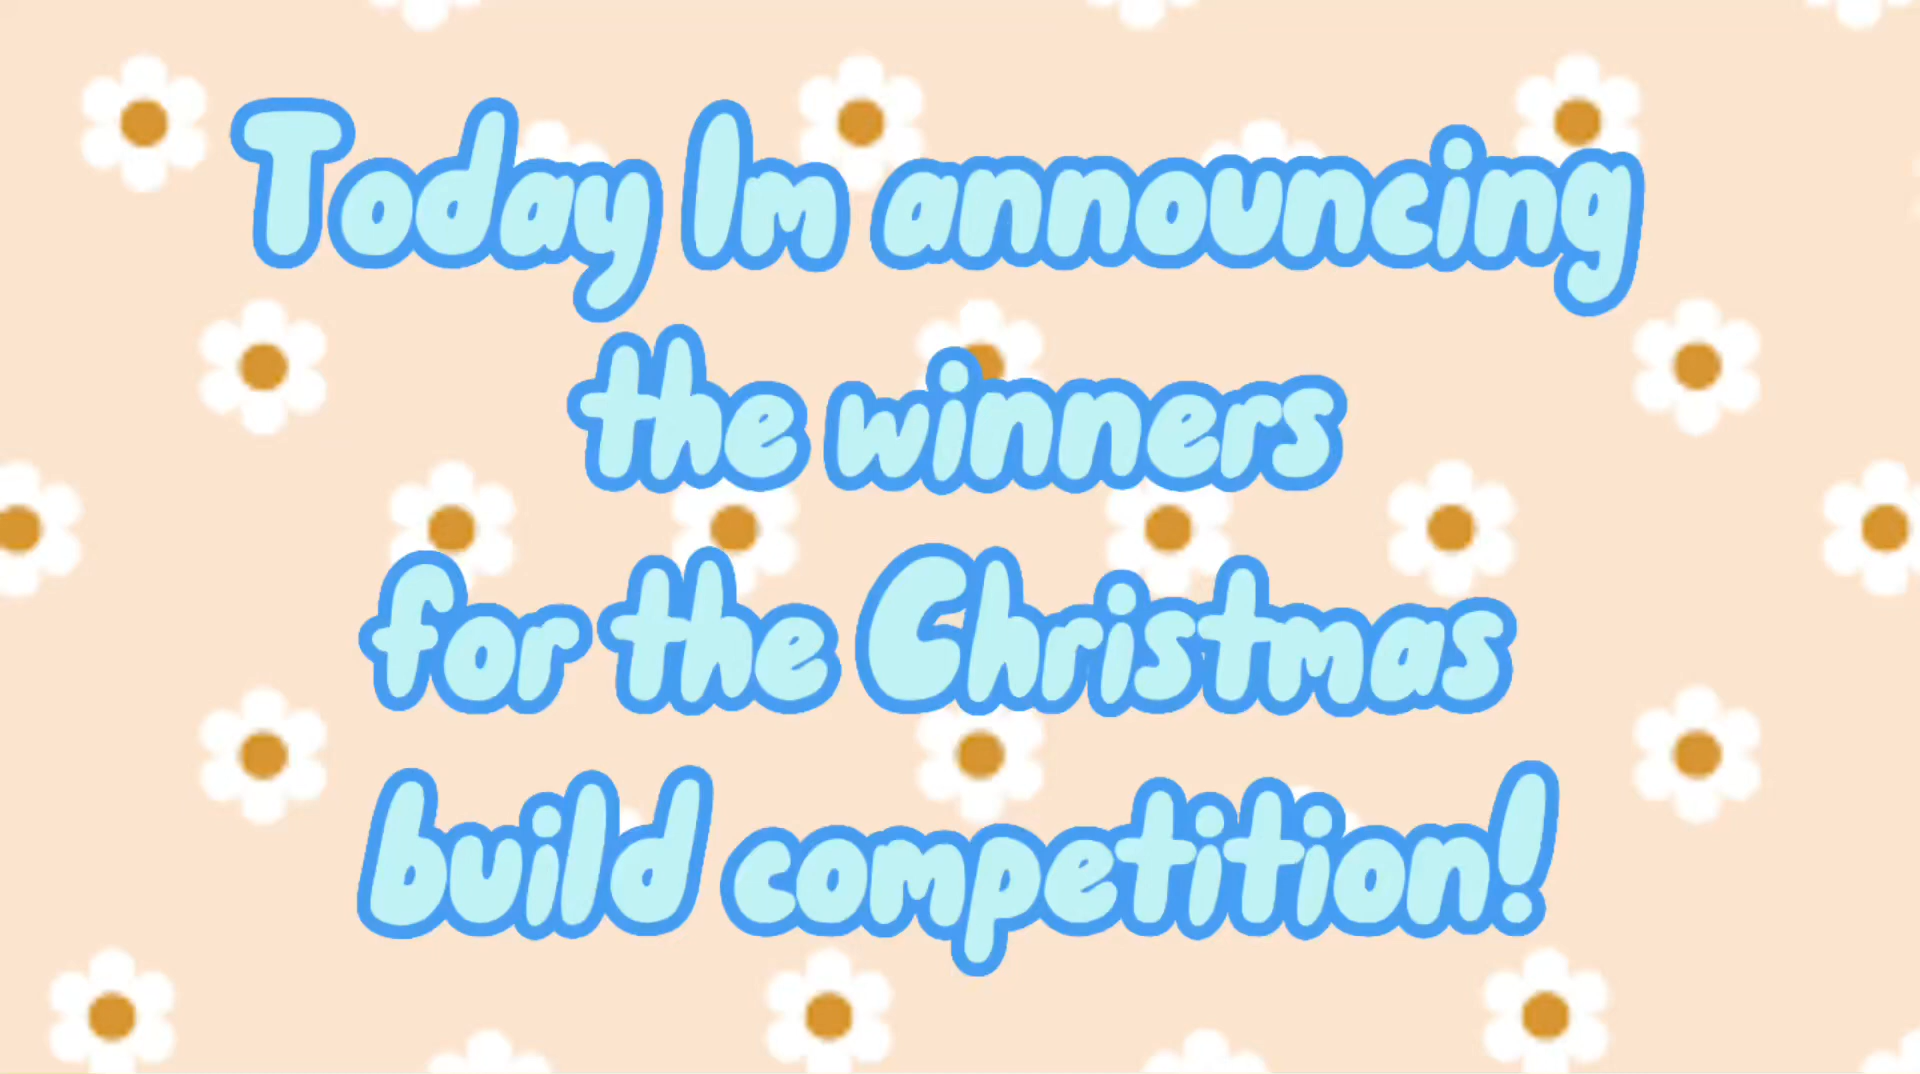 Today Im announcing
the winners
for the Christmas
build competition!